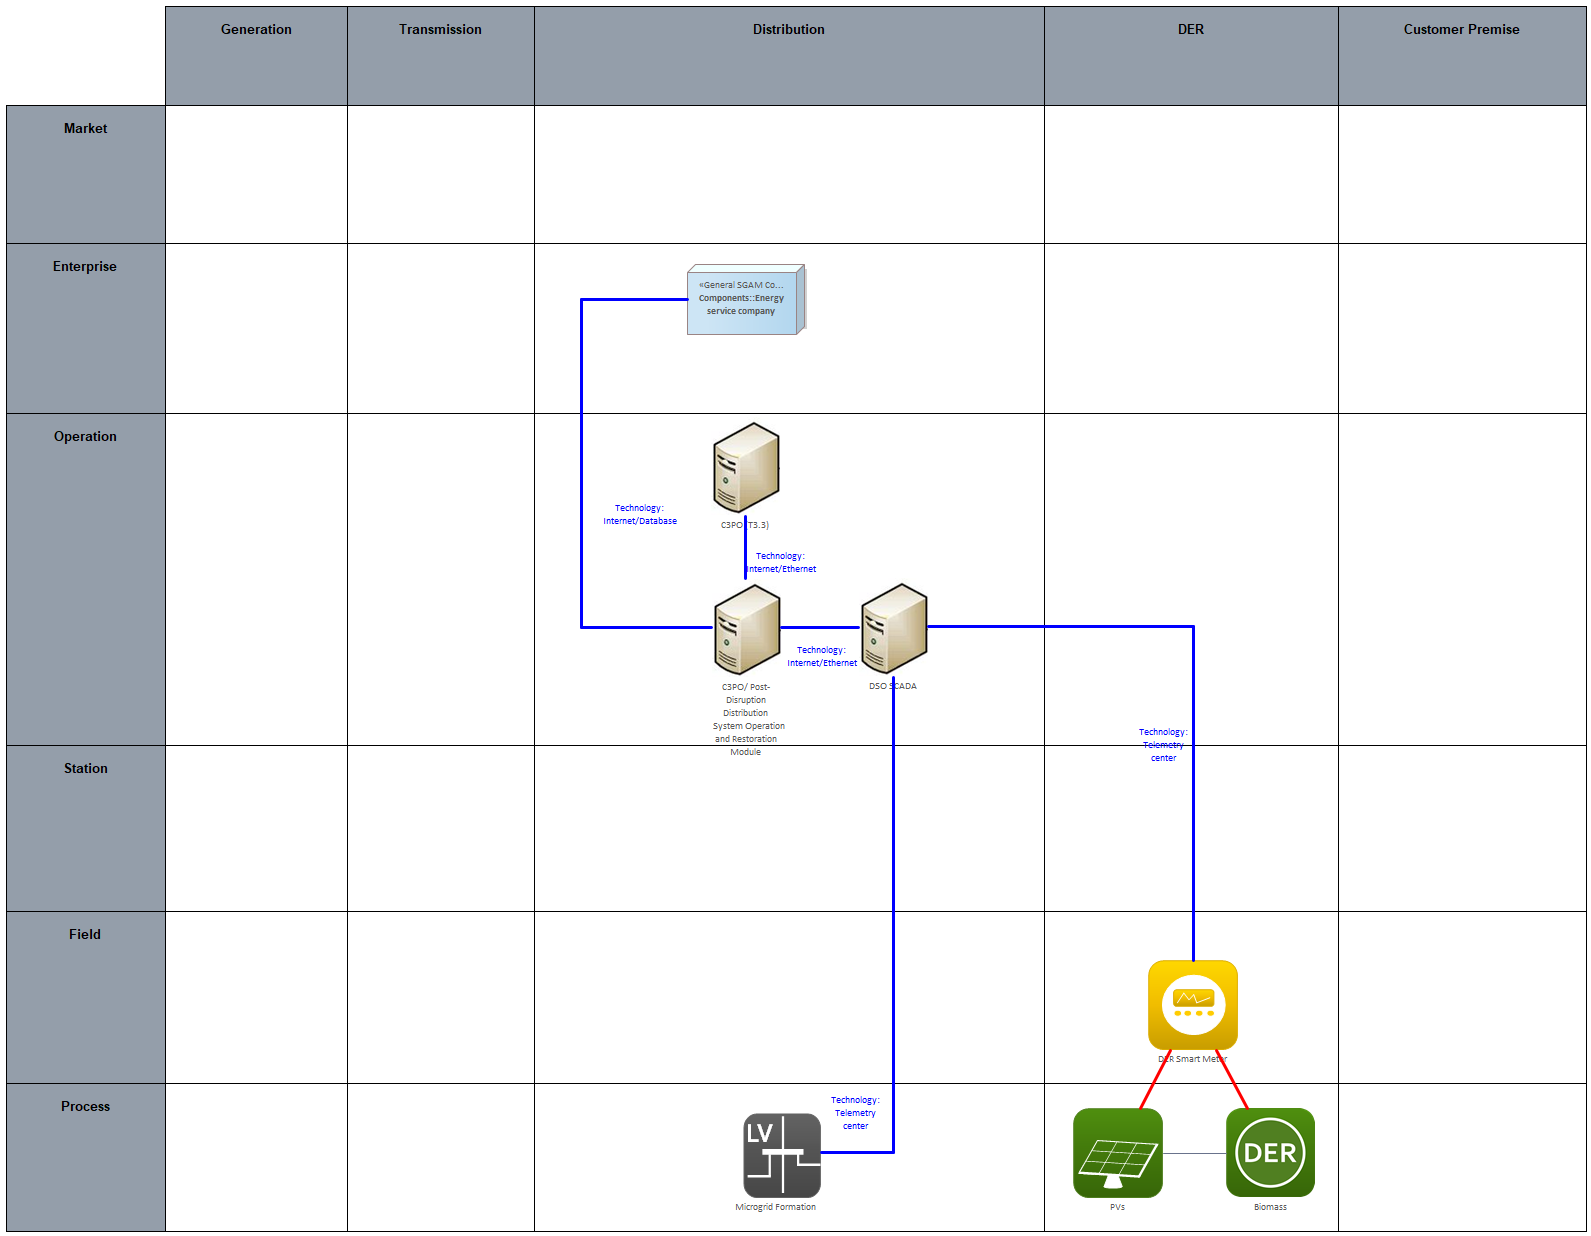 Generation
Transmission
Distribution
DER
Customer Premise
Market
Enterprise
«General SGAM Co...
Components::Energy
service company
Operation
Technology:
Internet/Database
C3PO (T3.3)
Technology:
Internet/Ethernet
Technology:
Internet/Ethernet
C3PO/ Post-
Disruption
Distribution
System Operation
and Restoration
Module
DSO SCADA
Technology:
Telemetry
center
Station
Field
DER Smart Meter
Process
Technology:
Telemetry
center
LV
Microgrid Formation
PVs
DER
Biomass